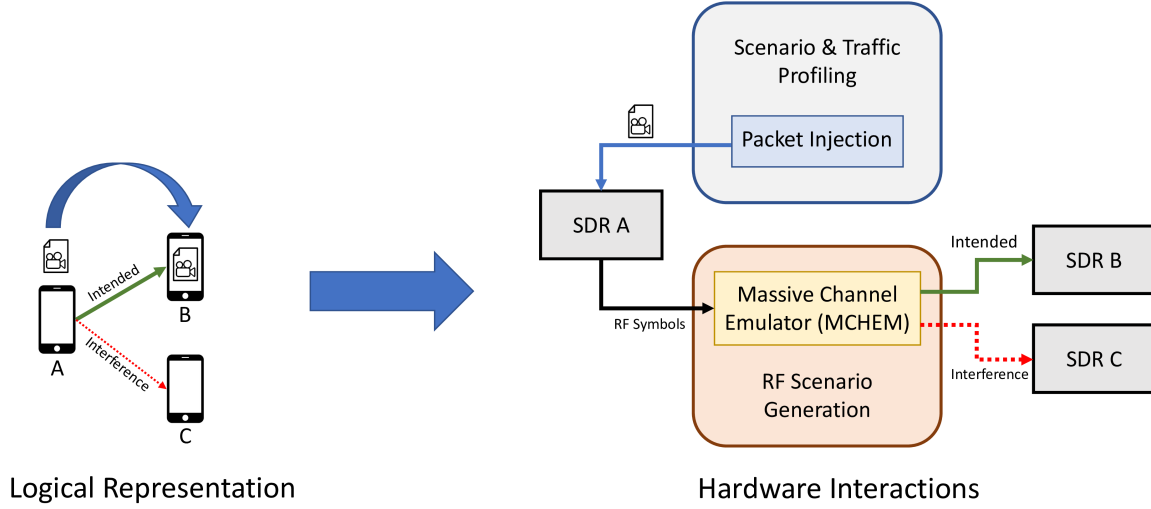 Intended
Interference
A
B
C
Logical Representation
Scenario & Traffic
Profiling
Packet Injection
SDR A
RF Symbols
Massive Channel
Emulator (MCHEM)
RF Scenario
Generation
Intended
SDR B
Interference
SDR C
Hardware Interactions